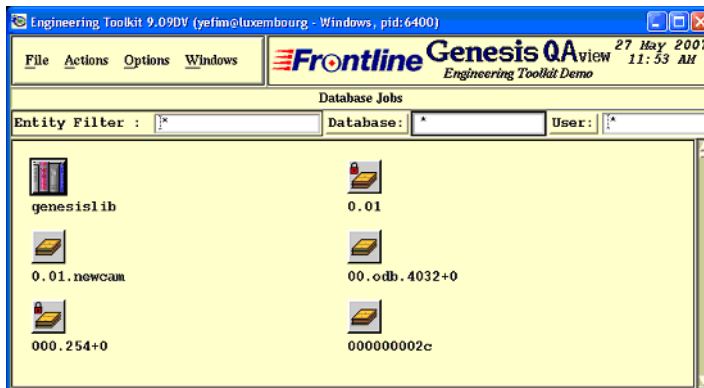 Engineering Toolkit 9.09DV (yefim@luxembourg - Windows, pid:6400)
File Actions Options Windows
Frontline Genesis QAview
Engineering Toolkit Demo
27 May 2007
11:53 AM
Database Jobs
Entity Filter : * Database: * User: *
genesislib 0.01
0.01.newcam 00.odb.4032+0
000.254+0 000000002c